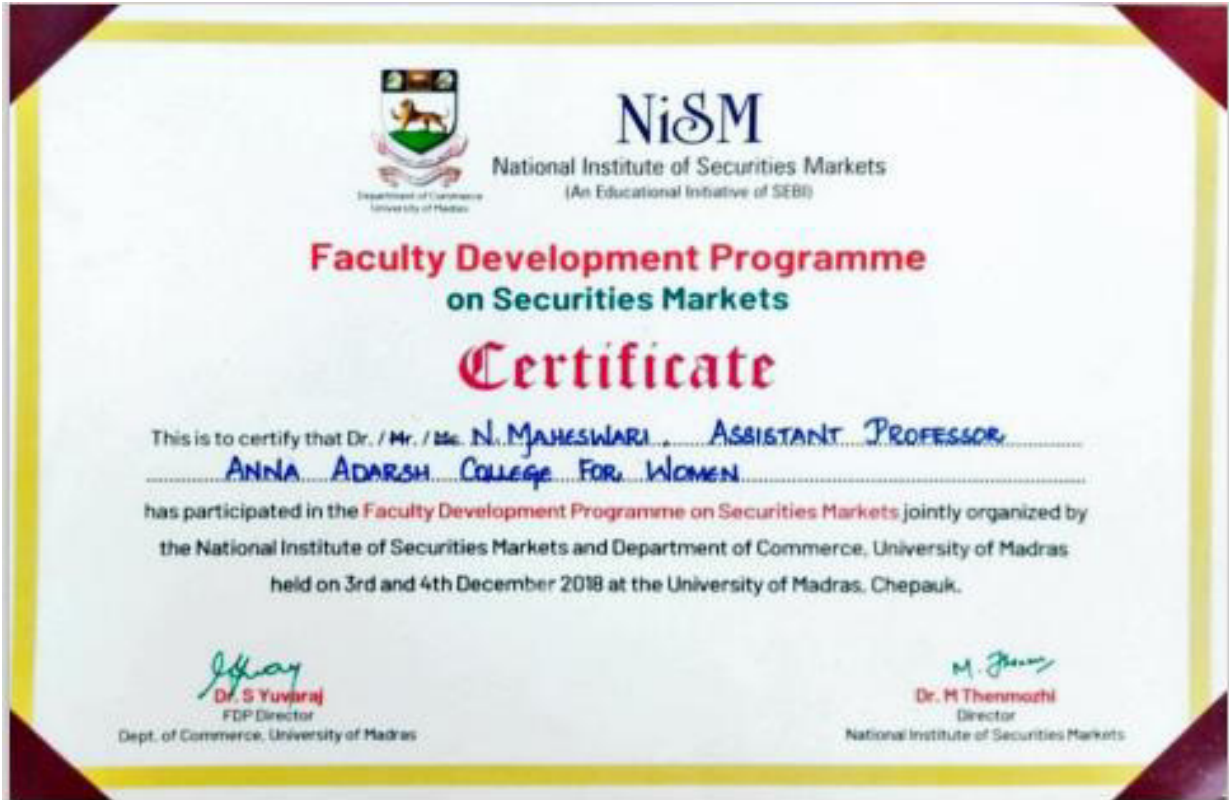 NiSM
National Institute of Securities Markets
(An Educational Initiative of SEBI)
Department of Commerce
University of Madras
Faculty Development Programme
on Securities Markets
Certificate
This is to certify that Dr. / Mr. / Ms. N. MAHESWARI, ASSISTANT PROFESSOR,
ANNA ADARSH COLLEGE FOR WOMEN
has participated in the Faculty Development Programme on Securities Markets jointly organized by
the National Institute of Securities Markets and Department of Commerce, University of Madras
held on 3rd and 4th December 2018 at the University of Madras, Chepauk.
Dr. S Yuvaraj
FDP Director
Dept. of Commerce, University of Madras
Dr. M Thenmozhi
Director
National Institute of Securities Markets